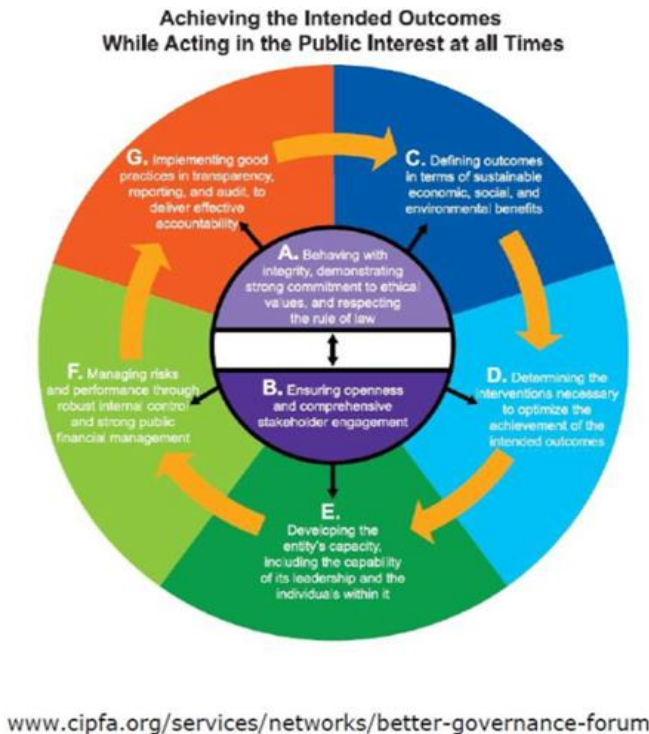 Achieving the Intended Outcomes
While Acting in the Public Interest at all Times
G. Implementing good
practices in transparency,
reporting, and audit, to
deliver effective
accountability
C. Defining outcomes
in terms of sustainable
economic, social, and
environmental benefits
A. Behaving with
integrity, demonstrating
strong commitment to ethical
values, and respecting
the rule of law
B. Ensuring openness
and comprehensive
stakeholder engagement
F. Managing risks
and performance through
robust internal control
and strong public
financial management
D. Determining the
interventions necessary
to optimize the
achievement of the
intended outcomes
E.
Developing the
entity's capacity,
including the capability
of its leadership and the
individuals within it
www.cipfa.org/services/networks/better-governance-forum